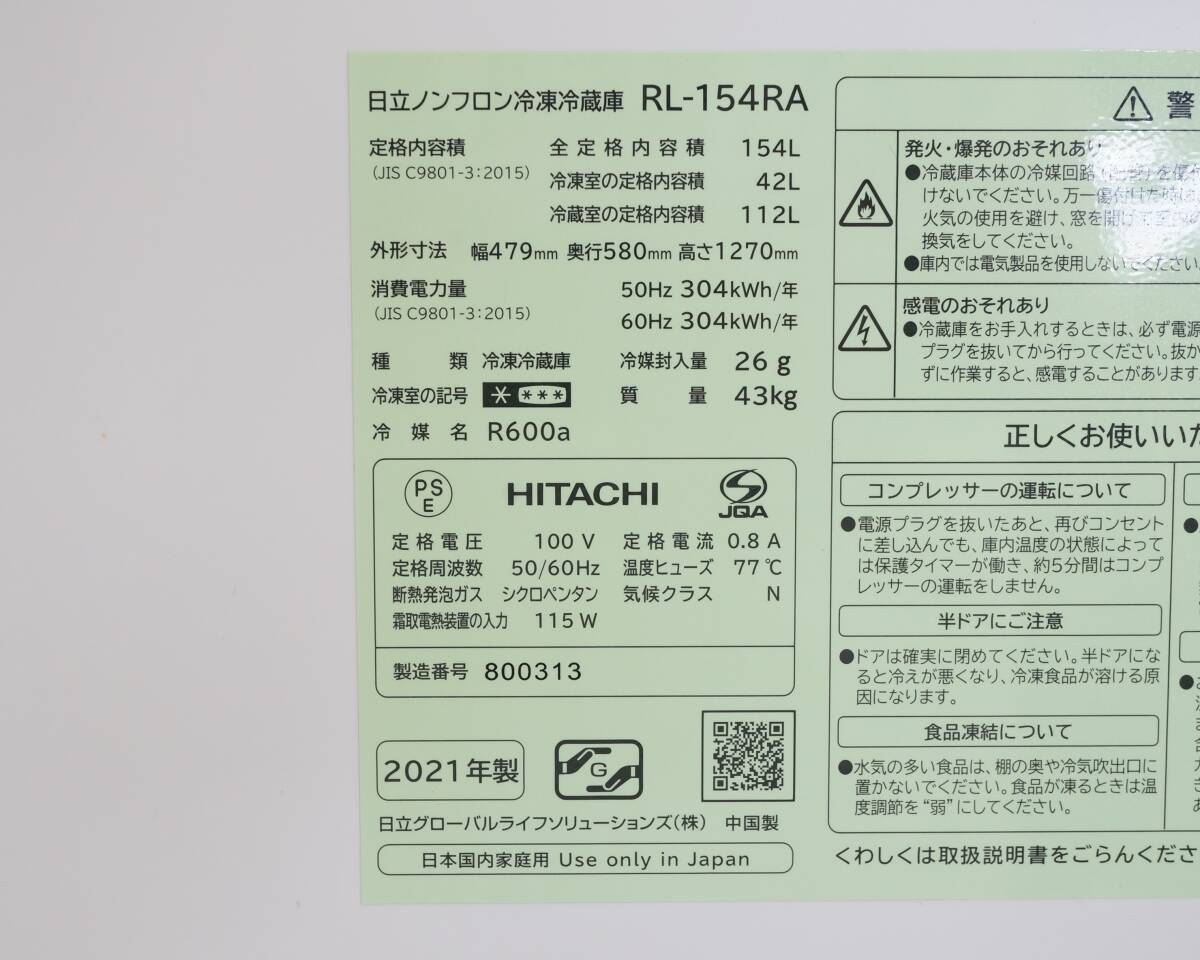 日立ノンフロン冷凍冷蔵庫 RL-154RA
定格内容積 全定格内容積 154L
(JIS C9801-3:2015) 冷凍室の定格内容積 42L
冷蔵室の定格内容積 112L
外形寸法 幅479mm 奥行580mm 高さ1270mm
消費電力量 50Hz 304kWh/年
(JIS C9801-3:2015) 60Hz 304kWh/年
種類 冷凍冷蔵庫 冷媒封入量 26g
冷凍室の記号 * *** 質量 43kg
冷媒名 R600a
PS
E
HITACHI
JQA
定格電圧 100V 定格電流 0.8A
定格周波数 50/60Hz 温度ヒューズ 77℃
断熱発泡ガス シクロペンタン 気候クラス N
霜取電熱装置の入力 115W
製造番号 800313
2021年製
G
日立グローバルライフソリューションズ(株) 中国製
日本国内家庭用 Use only in Japan
警
発火・爆発のおそれあり
●冷蔵庫本体の冷媒回路 を傷
けないでください。万一傷付けた時は
火気の使用を避け、窓を開けて
換気をしてください。
●庫内では電気製品を使用しないでください。
感電のおそれあり
●冷蔵庫をお手入れするときは、必ず電源
プラグを抜いてから行ってください。抜か
ずに作業すると、感電することがあります。
正しくお使いいた
コンプレッサーの運転について
●電源プラグを抜いたあと、再びコンセント
に差し込んでも、庫内温度の状態によって
は保護タイマーが働き、約5分間はコンプ
レッサーの運転をしません。
半ドアにご注意
●ドアは確実に閉めてください。半ドアにな
ると冷えが悪くなり、冷凍食品が溶ける原
因になります。
食品凍結について
●水気の多い食品は、棚の奥や冷気吹出口に
置かないでください。食品が凍るときは温
度調節を“弱”にしてください。
くわしくは取扱説明書をごらんくださ